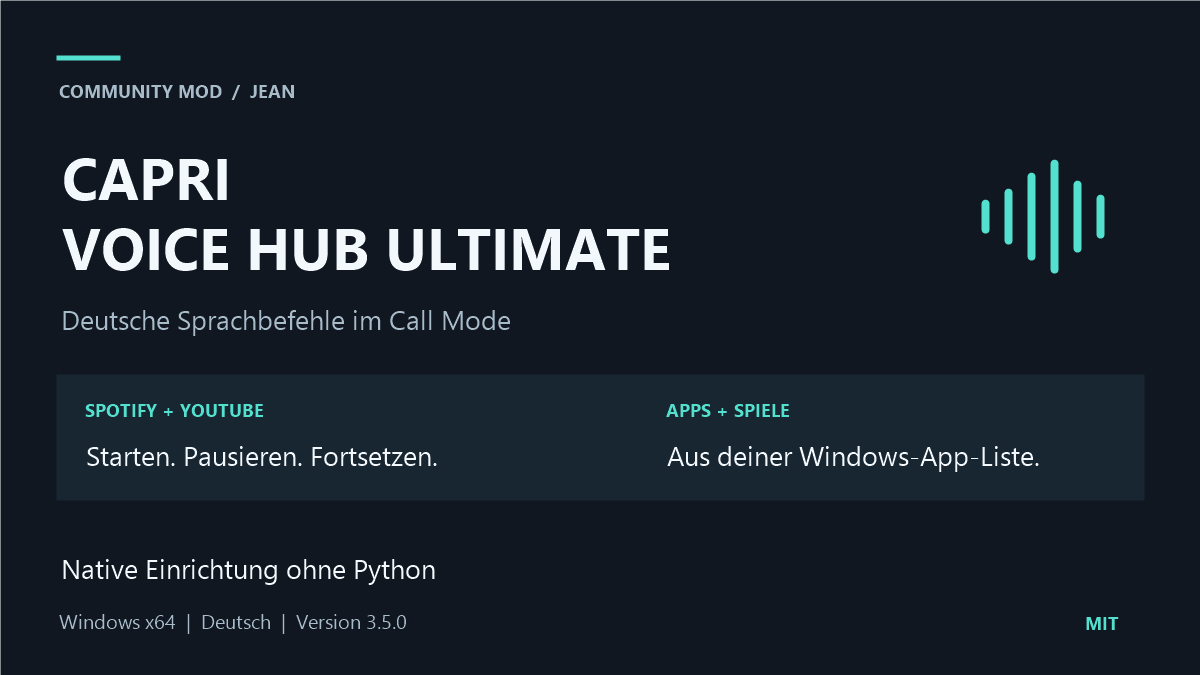 COMMUNITY MOD / JEAN
CAPRI
VOICE HUB ULTIMATE
Deutsche Sprachbefehle im Call Mode
SPOTIFY + YOUTUBE
Starten. Pausieren. Fortsetzen.
APPS + SPIELE
Aus deiner Windows-App-Liste.
Native Einrichtung ohne Python
Windows x64 | Deutsch | Version 3.5.0
MIT